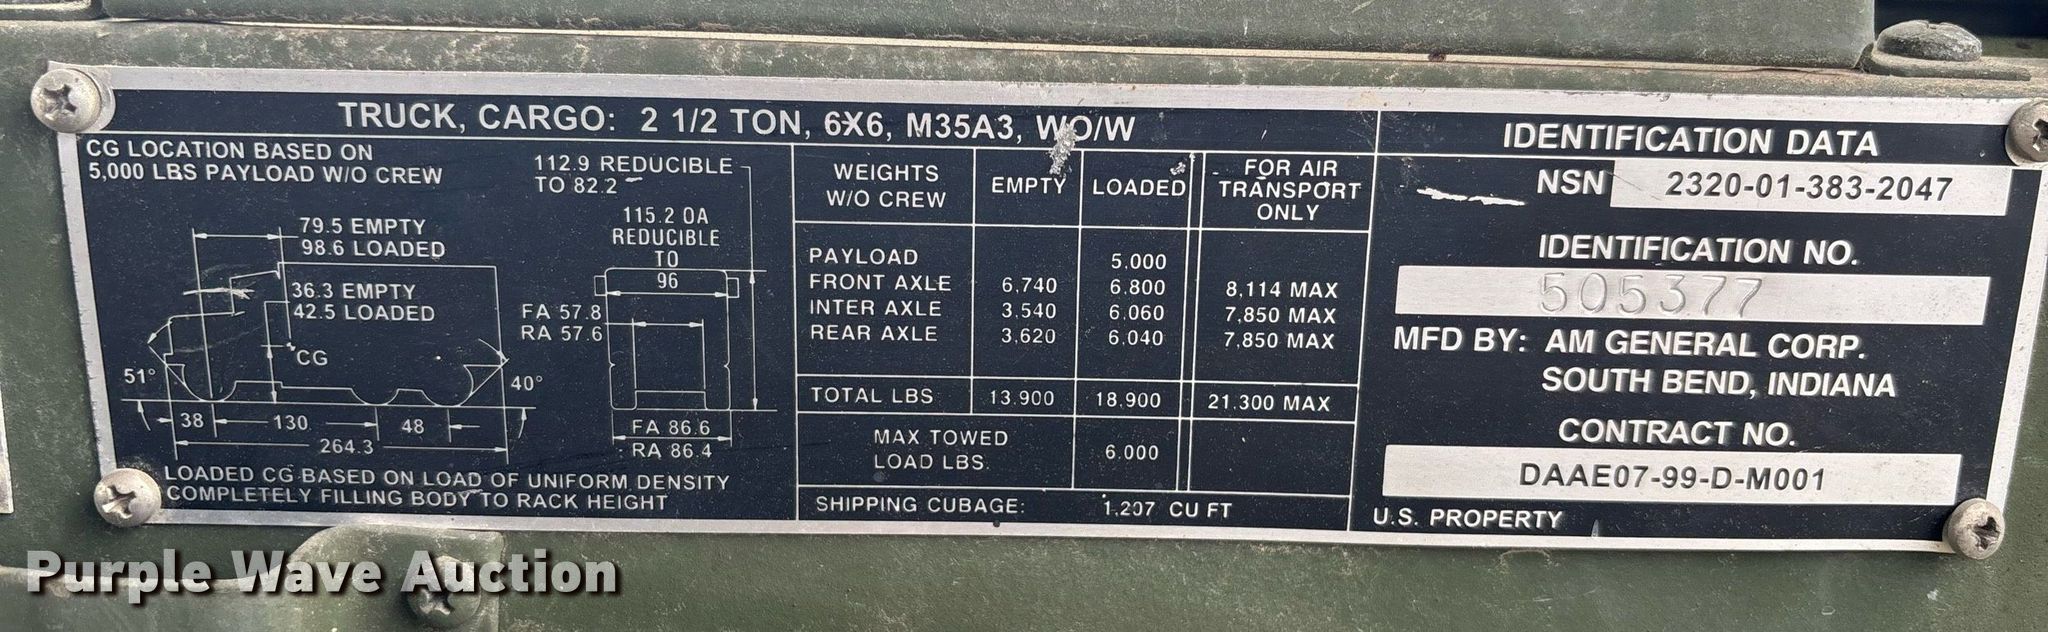 TRUCK, CARGO: 2 1/2 TON, 6X6, M35A3, WO/W
CG LOCATION BASED ON
5,000 LBS PAYLOAD W/O CREW
112.9 REDUCIBLE
TO 82.2
79.5 EMPTY
98.6 LOADED
115.2 OA
REDUCIBLE
TO
96
36.3 EMPTY
42.5 LOADED
FA 57.8
RA 57.6
CG
51°
40°
38
130
48
264.3
FA 86.6
RA 86.4
LOADED CG BASED ON LOAD OF UNIFORM DENSITY
COMPLETELY FILLING BODY TO RACK HEIGHT
WEIGHTS W/O CREW EMPTY LOADED FOR AIR TRANSPORT ONLY
PAYLOAD 5,000
FRONT AXLE 6,740 6,800 8,114 MAX
INTER AXLE 3,540 6,060 7,850 MAX
REAR AXLE 3,620 6,040 7,850 MAX
TOTAL LBS 13,900 18,900 21,300 MAX
MAX TOWED
LOAD LBS. 6,000
SHIPPING CUBAGE: 1,207 CU FT
IDENTIFICATION DATA
NSN 2320-01-383-2047
IDENTIFICATION NO.
505377
MFD BY: AM GENERAL CORP.
SOUTH BEND, INDIANA
CONTRACT NO.
DAAE07-99-D-M001
U.S. PROPERTY
Purple Wave Auction